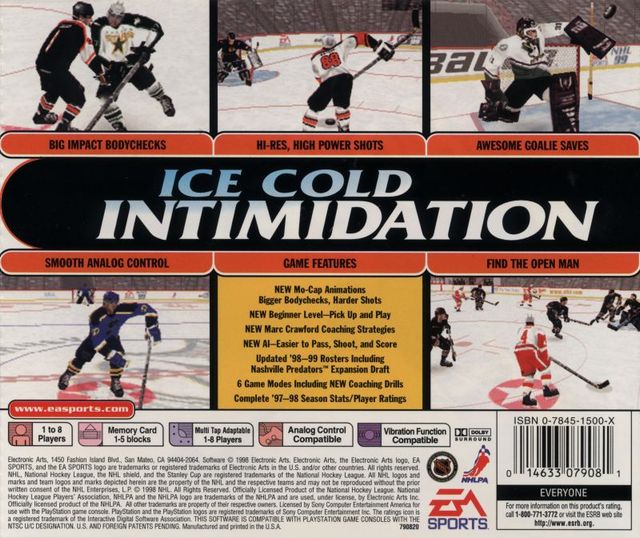 BAU
NHL
'99
88
BIG IMPACT BODYCHECKS
HI-RES, HIGH POWER SHOTS
AWESOME GOALIE SAVES
ICE COLD
INTIMIDATION
SMOOTH ANALOG CONTROL
GAME FEATURES
FIND THE OPEN MAN
NEW Mo-Cap Animations
Bigger Bodychecks, Harder Shots
NEW Beginner Level–Pick Up and Play
NEW Marc Crawford Coaching Strategies
NEW AI–Easier to Pass, Shoot, and Score
Updated '98–99 Rosters Including
Nashville Predators™ Expansion Draft
6 Game Modes Including NEW Coaching Drills
Complete '97–98 Season Stats/Player Ratings
4
www.easports.com
1 to 8
Players
Memory Card
1-5 blocks
Multi Tap Adaptable
1-8 Players
Analog Control
Compatible
Vibration Function
Compatible
DOLBY
SURROUND
Electronic Arts, 1450 Fashion Island Blvd., San Mateo, CA 94404-2064. Software © 1998 Electronic Arts. Electronic Arts, the Electronic Arts logo, EA
SPORTS, and the EA SPORTS logo are trademarks or registered trademarks of Electronic Arts in the U.S. and/or other countries. All rights reserved.
NHL, National Hockey League, the NHL shield, and the Stanley Cup are registered trademarks of the National Hockey League. All NHL logos and
marks and team logos and marks depicted herein are the property of the NHL and the respective teams and may not be reproduced without the prior
written consent of the NHL Enterprises, L.P. © 1998 NHL. All Rights Reserved. Officially Licensed Product of the National Hockey League. National
Hockey League Players' Association, NHLPA and the NHLPA logo are trademarks of the NHLPA and are used, under license, by Electronic Arts Inc.
Officially licensed product of the NHLPA. All other trademarks are property of their respective owners. Licensed by Sony Computer Entertainment America for
use with the PlayStation game console. PlayStation and the PlayStation logos are trademarks of Sony Computer Entertainment Inc. The ratings icon is
a registered trademark of the Interactive Digital Software Association. THIS SOFTWARE IS COMPATIBLE WITH PLAYSTATION GAME CONSOLES WITH THE
NTSC U/C DESIGNATION. U.S. AND FOREIGN PATENTS PENDING. Manufactured and printed in the U.S.A.
790820
NHL
NHLPA
EA
SPORTS™
ISBN 0-7845-1500-X
0 14633 07908 1
EVERYONE
For more information on this product's rating,
call 1-800-771-3772 or visit the ESRB web site
http://www.esrb.org